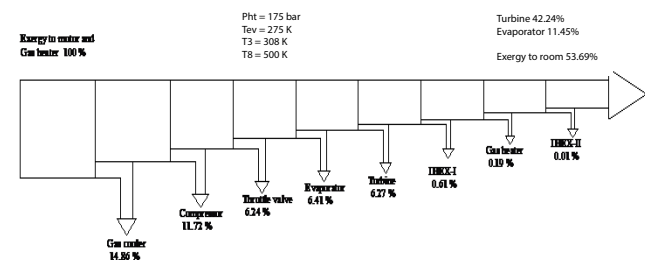 Pht = 175 bar
Tev = 275 K
T3 = 308 K
T8 = 500 K
Turbine 42.24%
Evaporator 11.45%
Exergy to room 53.69%
Exergy to motor and
Gas heater 100 %
Gas cooler
14.86 %
Compressor
11.72 %
Throttle valve
6.24 %
Evaporator
6.41 %
Turbine
6.27 %
IHEX-I
0.61 %
Gas heater
0.19 %
IHEX-II
0.01 %